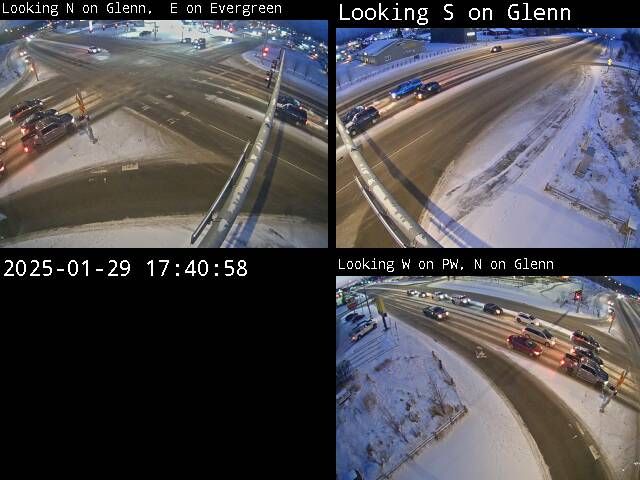 Looking N on Glenn,  E on Evergreen
Looking S on Glenn
2025-01-29 17:40:58
Looking W on PW, N on Glenn